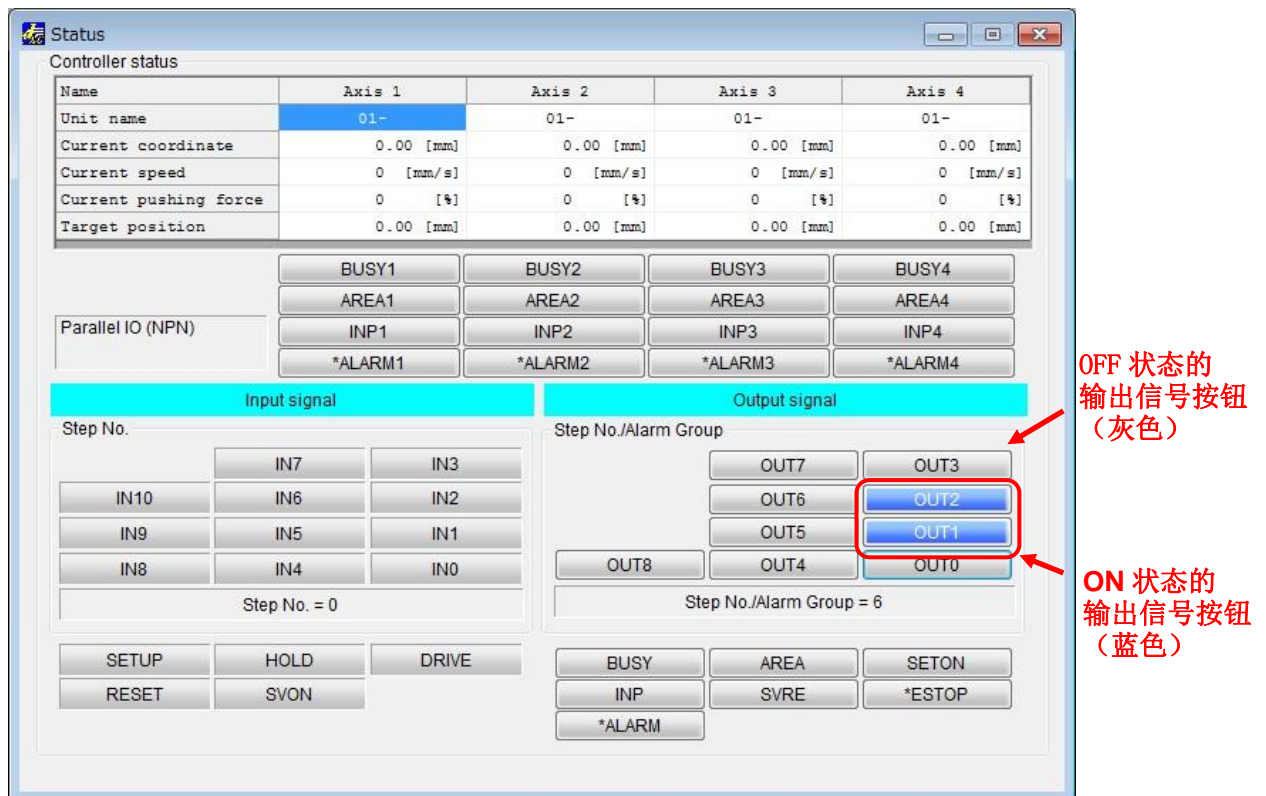 Status
Controller status
Name Axis 1 Axis 2 Axis 3 Axis 4
Unit name 01- 01- 01- 01-
Current coordinate 0.00 [mm] 0.00 [mm] 0.00 [mm] 0.00 [mm]
Current speed 0 [mm/s] 0 [mm/s] 0 [mm/s] 0 [mm/s]
Current pushing force 0 [%] 0 [%] 0 [%] 0 [%]
Target position 0.00 [mm] 0.00 [mm] 0.00 [mm] 0.00 [mm]
BUSY1 BUSY2 BUSY3 BUSY4
AREA1 AREA2 AREA3 AREA4
Parallel IO (NPN) INP1 INP2 INP3 INP4
*ALARM1 *ALARM2 *ALARM3 *ALARM4
OFF 状态的
输出信号按钮
（灰色）
Input signal Output signal
Step No. Step No./Alarm Group
IN7 IN3 OUT7 OUT3
IN10 IN6 IN2 OUT6 OUT2
IN9 IN5 IN1 OUT5 OUT1
IN8 IN4 IN0 OUT8 OUT4 OUT0
Step No. = 0 Step No./Alarm Group = 6
ON 状态的
输出信号按钮
（蓝色）
SETUP HOLD DRIVE BUSY AREA SETON
RESET SVON INP SVRE *ESTOP
*ALARM